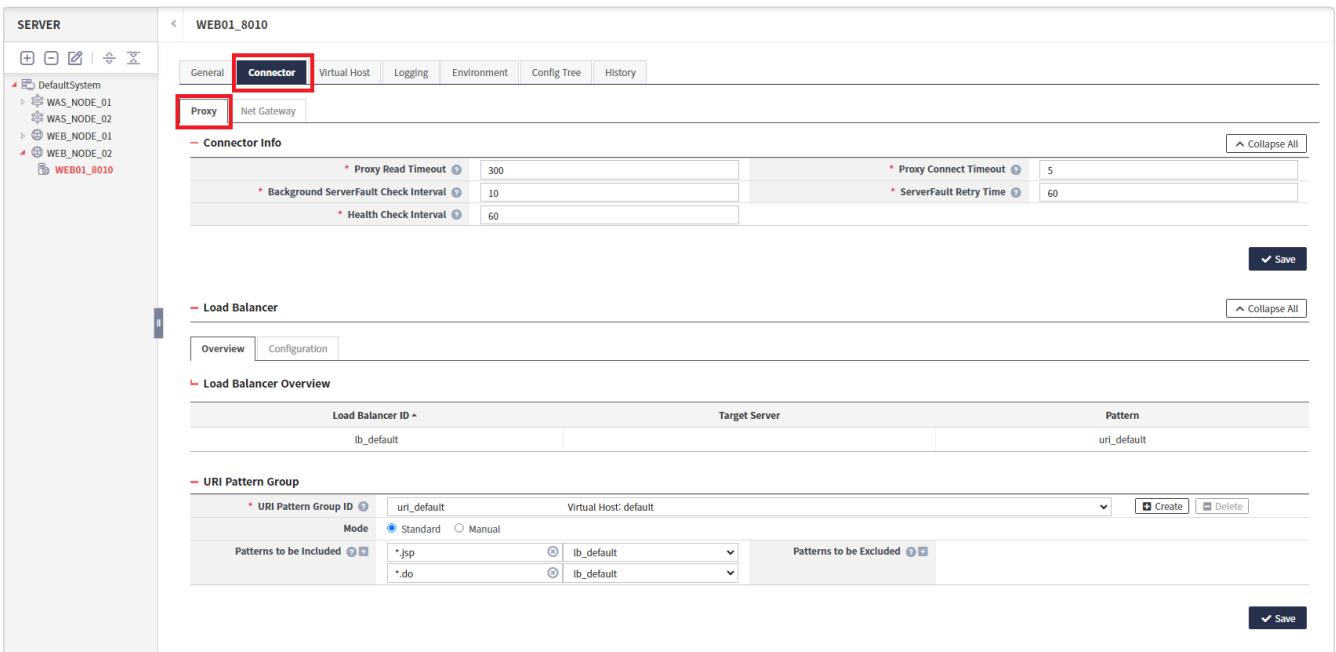 SERVER
WEB01_8010
DefaultSystem
WAS_NODE_01
WAS_NODE_02
WEB_NODE_01
WEB_NODE_02
WEB01_8010
General Connector Virtual Host Logging Environment Config Tree History
Proxy Net Gateway
Connector Info Collapse All
* Proxy Read Timeout 300 * Proxy Connect Timeout 5
* Background ServerFault Check Interval 10 * ServerFault Retry Time 60
* Health Check Interval 60
Save
Load Balancer Collapse All
Overview Configuration
Load Balancer Overview
Load Balancer ID Target Server Pattern
lb_default uri_default
URI Pattern Group
* URI Pattern Group ID uri_default Virtual Host: default Create Delete
Mode Standard Manual
Patterns to be Included *.jsp lb_default Patterns to be Excluded
*.do lb_default
Save